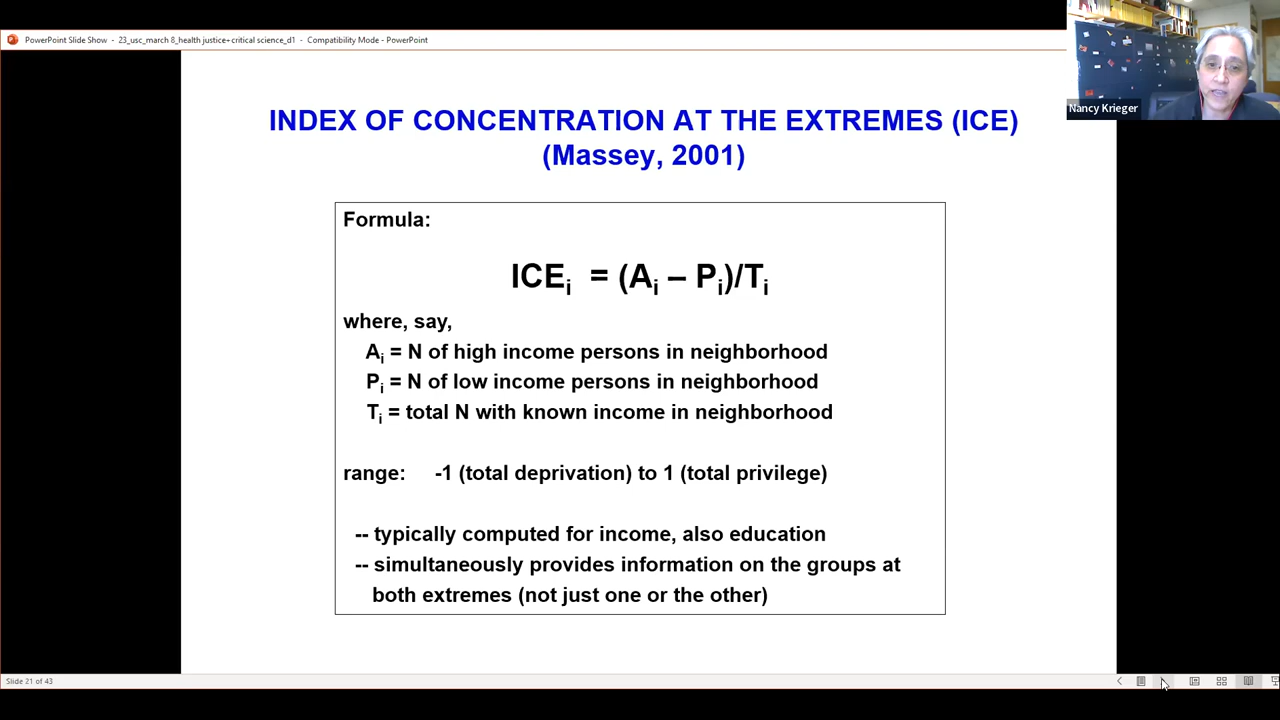 PowerPoint Slide Show - 23_usc_march 8_health justice+critical science_d1 - Compatibility Mode - PowerPoint
Nancy Krieger
INDEX OF CONCENTRATION AT THE EXTREMES (ICE)
(Massey, 2001)
Formula:
ICEi = (Ai – Pi)/Ti
where, say,
Ai = N of high income persons in neighborhood
Pi = N of low income persons in neighborhood
Ti = total N with known income in neighborhood
range: -1 (total deprivation) to 1 (total privilege)
-- typically computed for income, also education
-- simultaneously provides information on the groups at
both extremes (not just one or the other)
Slide 21 of 43